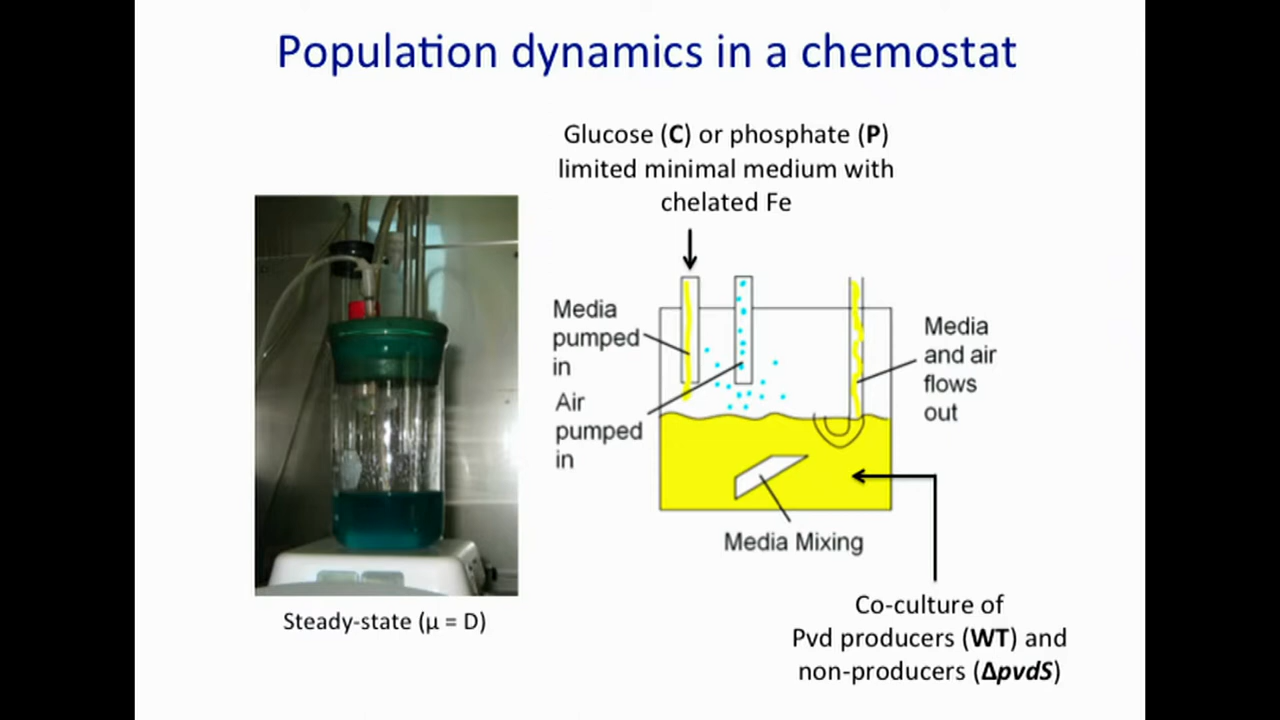 Population dynamics in a chemostat
Glucose (C) or phosphate (P)
limited minimal medium with
chelated Fe
Media
pumped
in
Air
pumped
in
Media
and air
flows
out
Media Mixing
Steady-state (μ = D)
Co-culture of
Pvd producers (WT) and
non-producers (ΔpvdS)